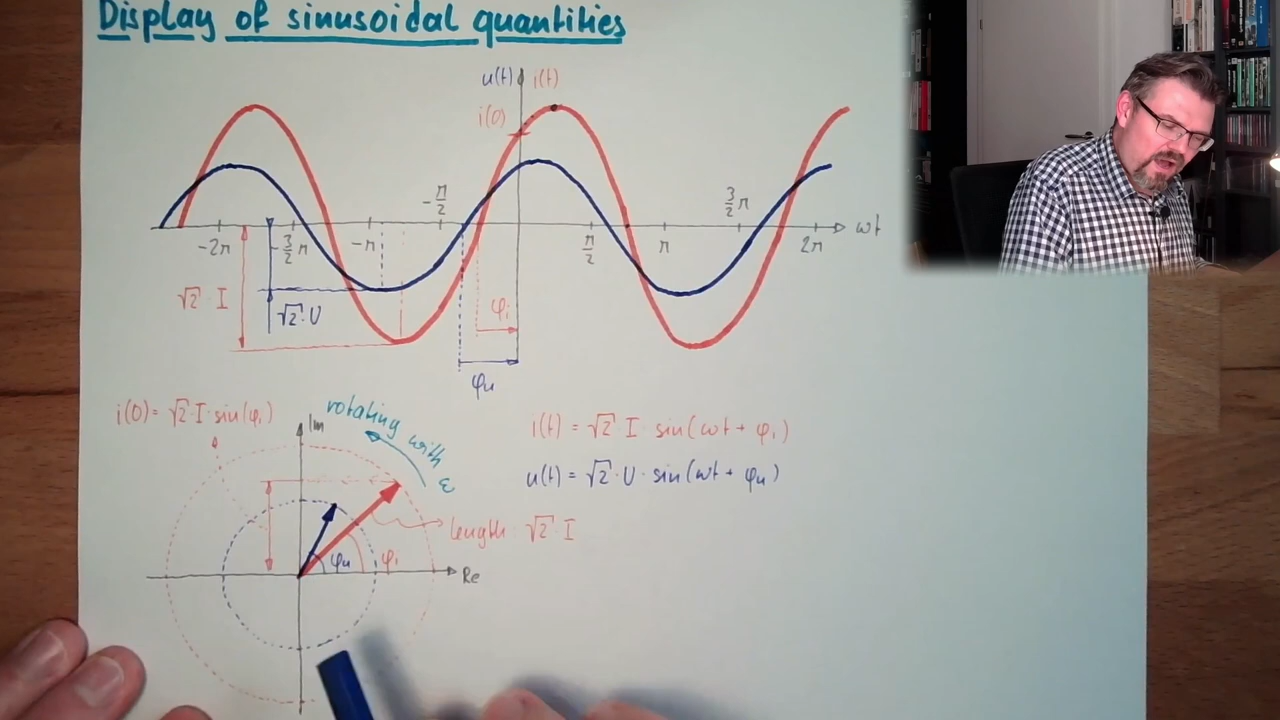 Display of sinusoidal quantities
u(t) i(t)
i(0)
-π/2
3/2 π
-2π
-3/2 π
-π
π/2
π
2π
ωt
√2 · I
√2 · U
φi
φu
i(0) = √2 · I · sin(φi)
Im
rotating with
ω
i(t) = √2 · I · sin(ωt + φi)
u(t) = √2 · U · sin(ωt + φu)
length √2 · I
φu
φi
Re